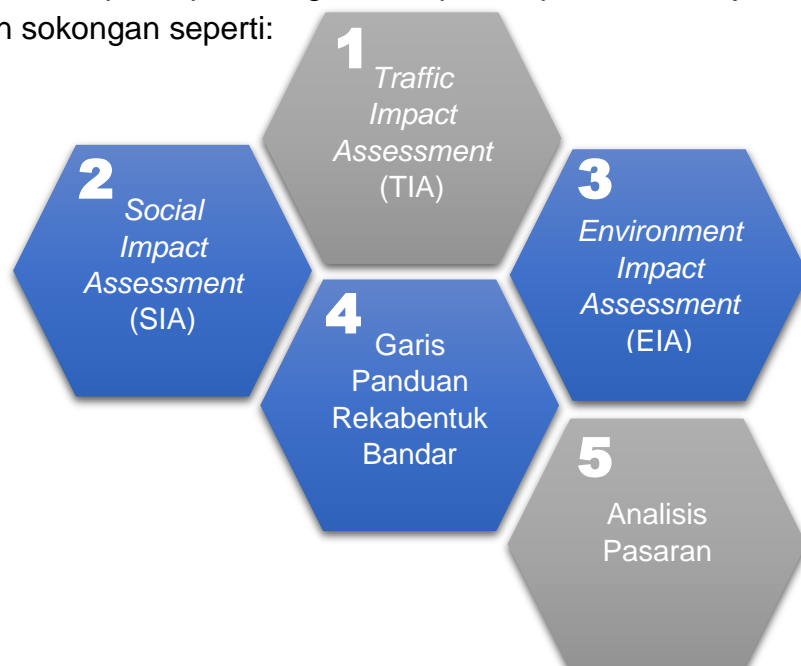 n sokongan seperti:
1
Traffic
Impact
Assessment
(TIA)
2
Social
Impact
Assessment
(SIA)
3
Environment
Impact
Assessment
(EIA)
4
Garis
Panduan
Rekabentuk
Bandar
5
Analisis
Pasaran